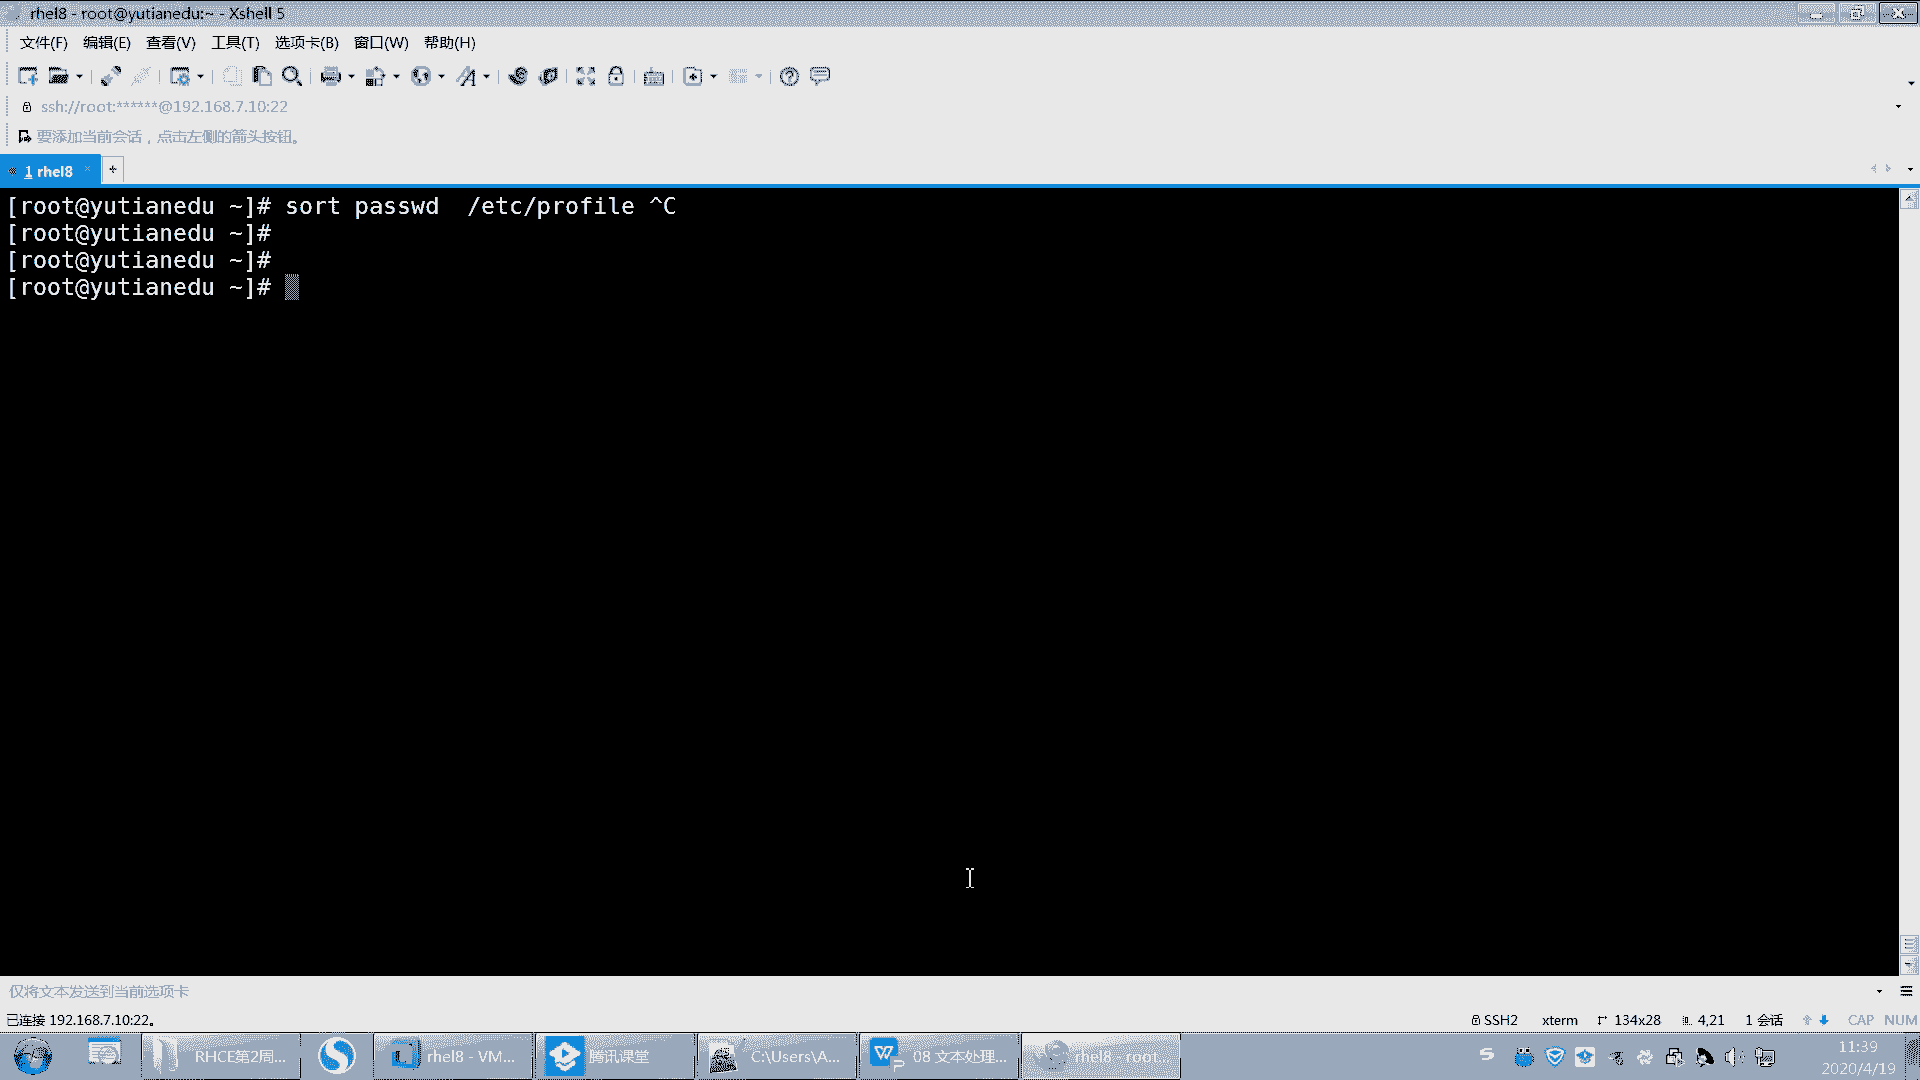 rhel8 - root@yutianedu:~ - Xshell 5
文件(F) 编辑(E) 查看(V) 工具(T) 选项卡(B) 窗口(W) 帮助(H)
ssh://root:******@192.168.7.10:22
要添加当前会话，点击左侧的箭头按钮。
1 rhel8
[root@yutianedu ~]# sort passwd  /etc/profile ^C
[root@yutianedu ~]#
[root@yutianedu ~]#
[root@yutianedu ~]#
仅将文本发送到当前选项卡
已连接 192.168.7.10:22。 SSH2 xterm 134x28 4,21 1 会话 CAP NUM
RHCE第2周... rhel8 - VM... 腾讯课堂 C:\Users\A... 08 文本处理... rhel8 - root... 11:39
2020/4/19